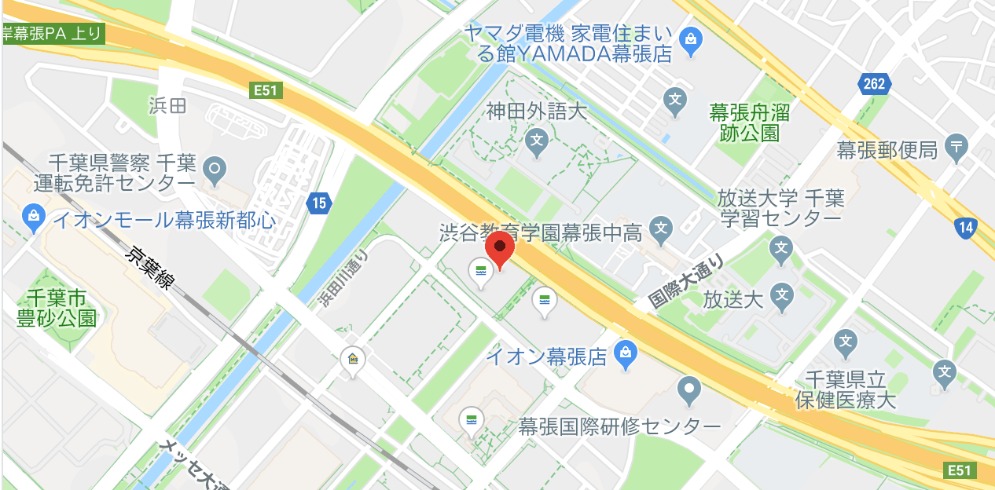 岸幕張PA 上り
ヤマダ電機 家電住まい
る館YAMADA幕張店
E51
262
浜田
神田外語大
文
文
幕張舟溜
跡公園
幕張郵便局
〒
千葉県警察 千葉
運転免許センター
15
放送大学 千葉
学習センター
14
イオンモール幕張新都心
渋谷教育学園幕張中高
文
文
京葉線
浜田川通り
国際大通り
千葉市
豊砂公園
放送大
文
イオン幕張店
文
文
千葉県立
保健医療大
幕張国際研修センター
メッセ大通
E51